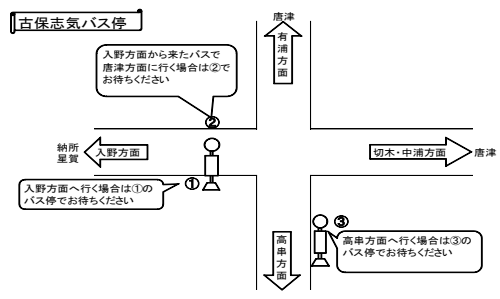 古保志気バス停
唐津
有浦方面
入野方面から来たバスで
唐津方面に行く場合は②で
お待ちください
②
納所
星賀
入野方面
切木・中浦方面
唐津
①
入野方面へ行く場合は①の
バス停でお待ちください
③
高串方面
高串方面へ行く場合は③の
バス停でお待ちください